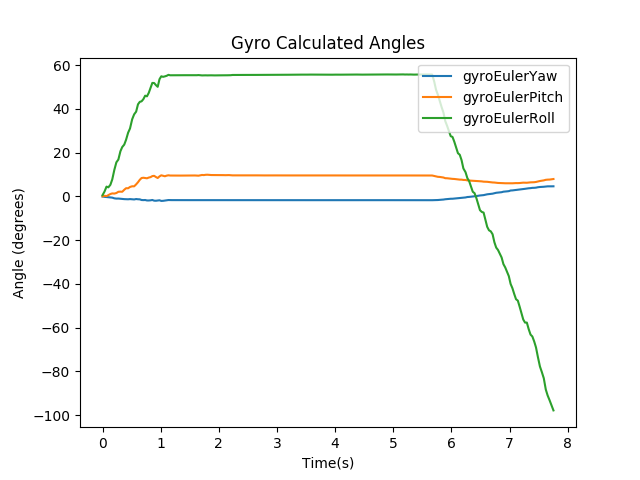 Gyro Calculated Angles
gyroEulerYaw
gyroEulerPitch
gyroEulerRoll
60
40
20
0
−20
−40
−60
−80
−100
Angle (degrees)
0 1 2 3 4 5 6 7 8
Time(s)